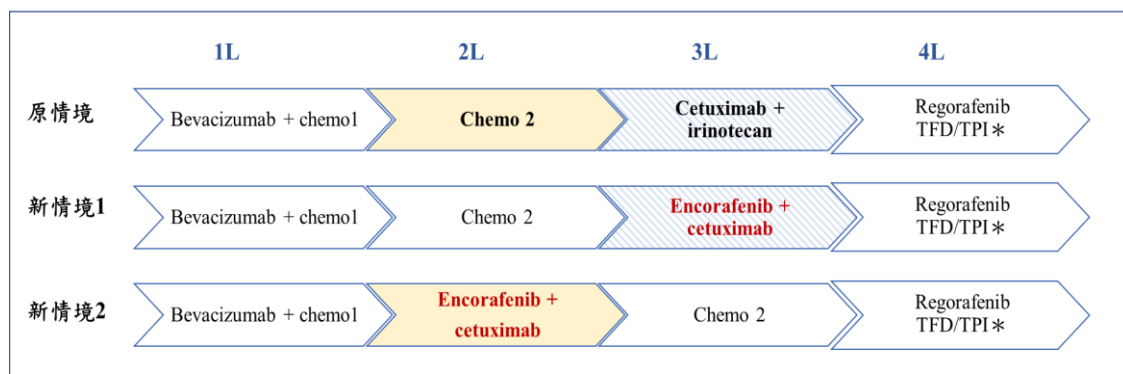 1L 2L 3L 4L
原情境
Bevacizumab + chemo1
Chemo 2
Cetuximab +
irinotecan
Regorafenib
TFD/TPI＊
新情境1
Bevacizumab + chemo1
Chemo 2
Encorafenib +
cetuximab
Regorafenib
TFD/TPI＊
新情境2
Bevacizumab + chemo1
Encorafenib +
cetuximab
Chemo 2
Regorafenib
TFD/TPI＊